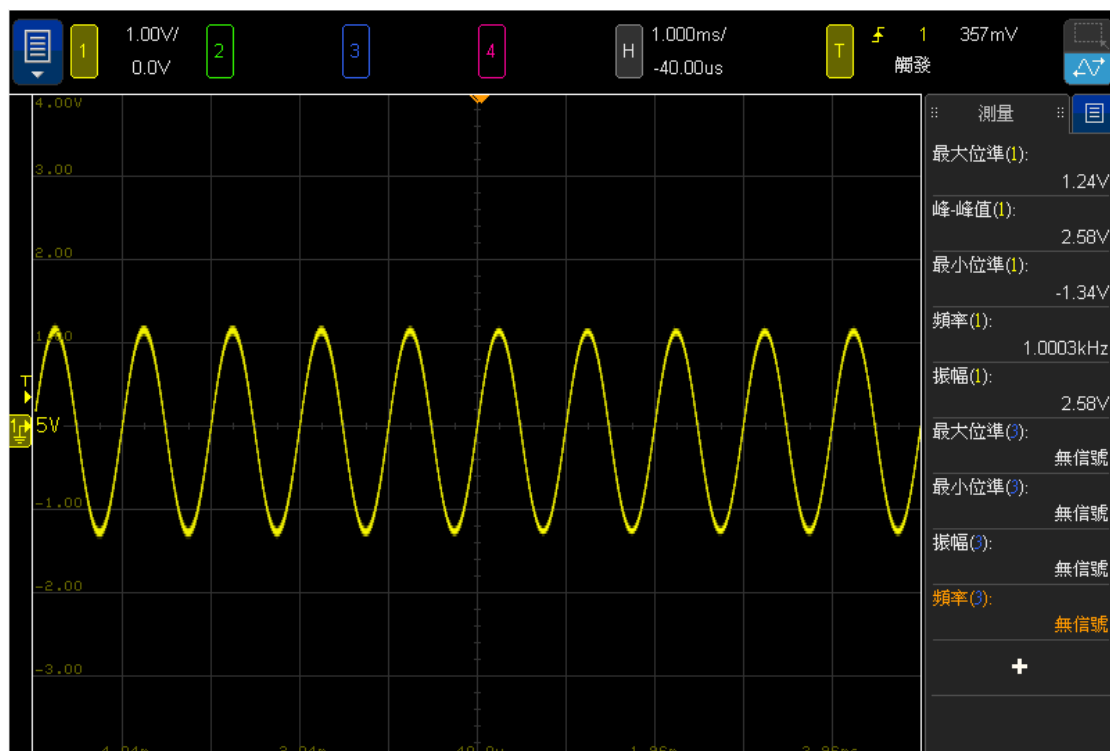 1 1.00V/ 2 3 4 H 1.000ms/ T 1 357mV
0.0V -40.00us 觸發
4.00V
3.00
2.00
1.00
T
1 5V
-1.00
-2.00
-3.00
測量
最大位準(1):
1.24V
峰-峰值(1):
2.58V
最小位準(1):
-1.34V
頻率(1):
1.0003kHz
振幅(1):
2.58V
最大位準(3):
無信號
最小位準(3):
無信號
振幅(3):
無信號
頻率(3):
無信號
+